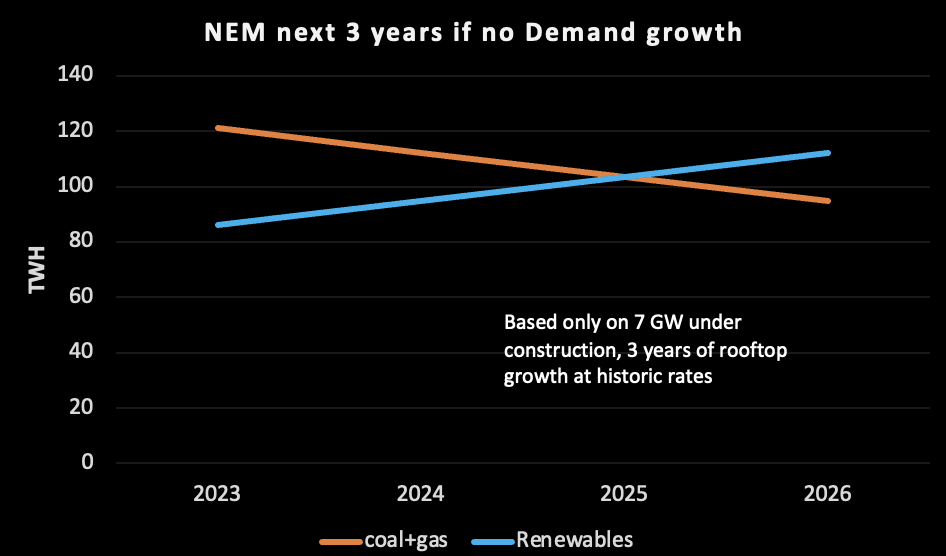 NEM next 3 years if no Demand growth
140
120
100
80
60
40
20
0
TWH
Based only on 7 GW under
construction, 3 years of rooftop
growth at historic rates
2023 2024 2025 2026
coal+gas Renewables